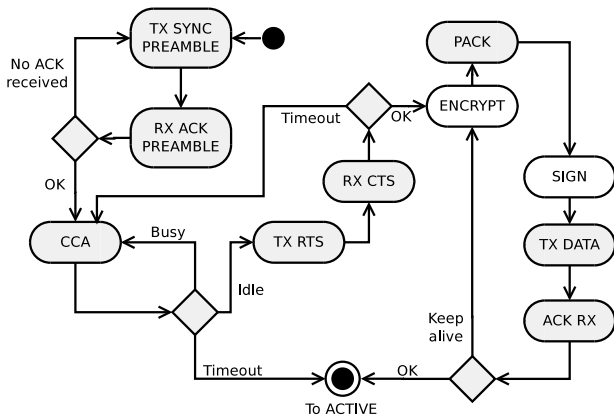 TX SYNC
PREAMBLE
No ACK
received
RX ACK
PREAMBLE
OK
CCA
Busy
Idle
Timeout
TX RTS
RX CTS
Timeout
OK
PACK
ENCRYPT
SIGN
TX DATA
ACK RX
Keep
alive
OK
To ACTIVE